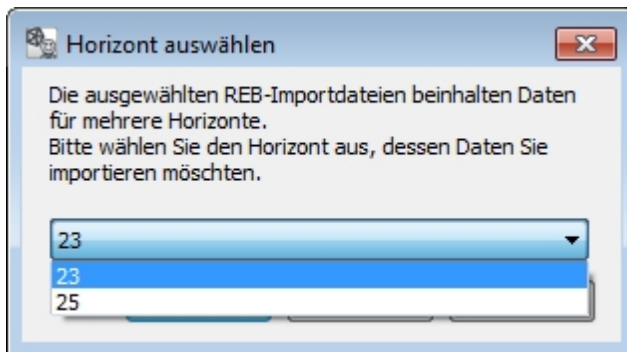 Horizont auswählen
Die ausgewählten REB-Importdateien beinhalten Daten
für mehrere Horizonte.
Bitte wählen Sie den Horizont aus, dessen Daten Sie
importieren möschten.
23
23
25